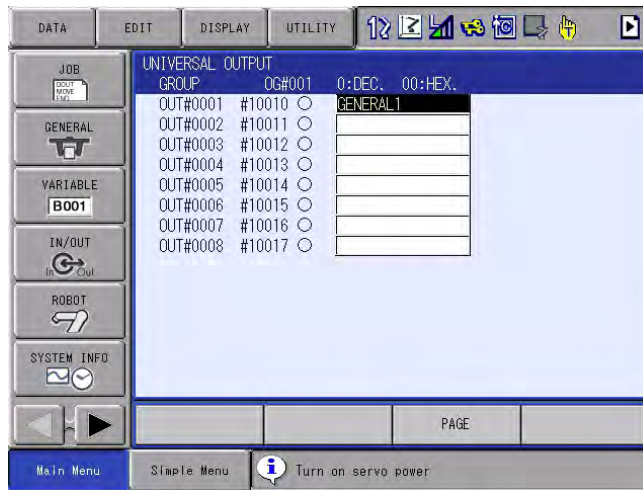 DATA EDIT DISPLAY UTILITY
JOB
DOUT
MOVE
END
GENERAL
VARIABLE
B001
IN/OUT
In Out
ROBOT
SYSTEM INFO
UNIVERSAL OUTPUT
GROUP OG#001 0:DEC. 00:HEX.
OUT#0001 #10010 ○ GENERAL1
OUT#0002 #10011 ○
OUT#0003 #10012 ○
OUT#0004 #10013 ○
OUT#0005 #10014 ○
OUT#0006 #10015 ○
OUT#0007 #10016 ○
OUT#0008 #10017 ○
PAGE
Main Menu Simple Menu Turn on servo power